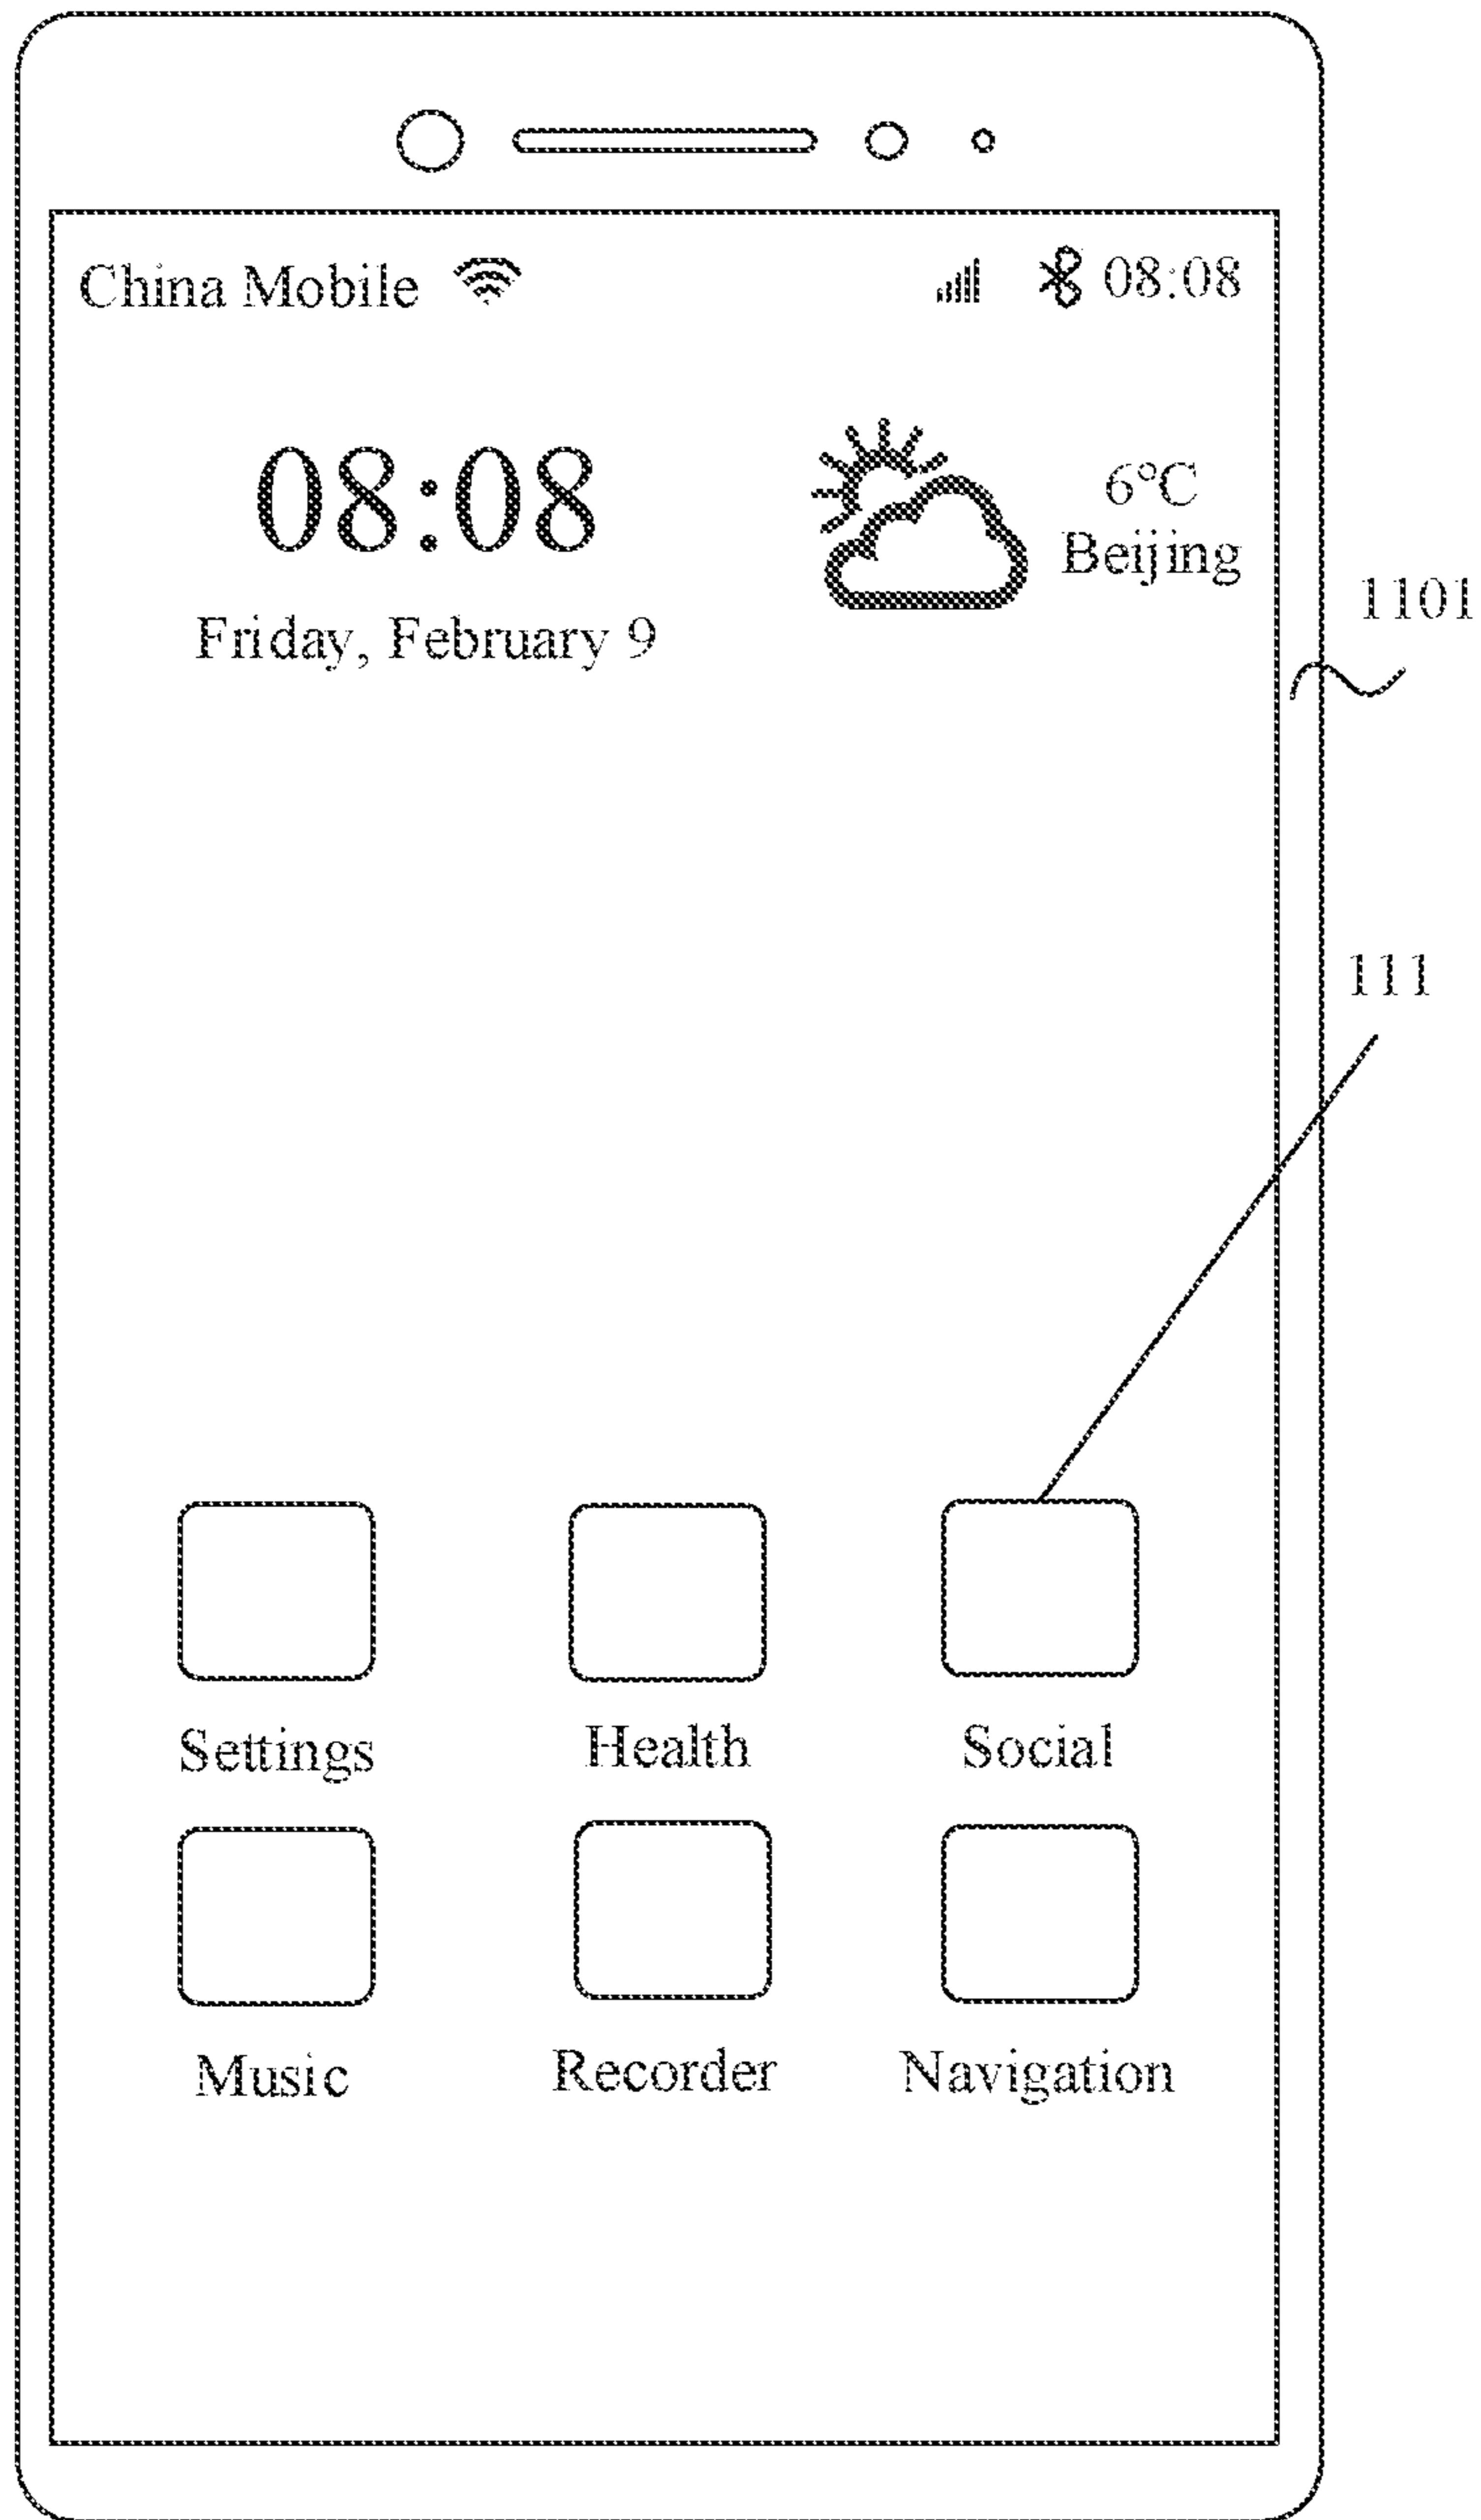 China Mobile 08:08
08:08
6°C
Beijing
Friday, February 9
1101
111
Settings Health Social
Music Recorder Navigation